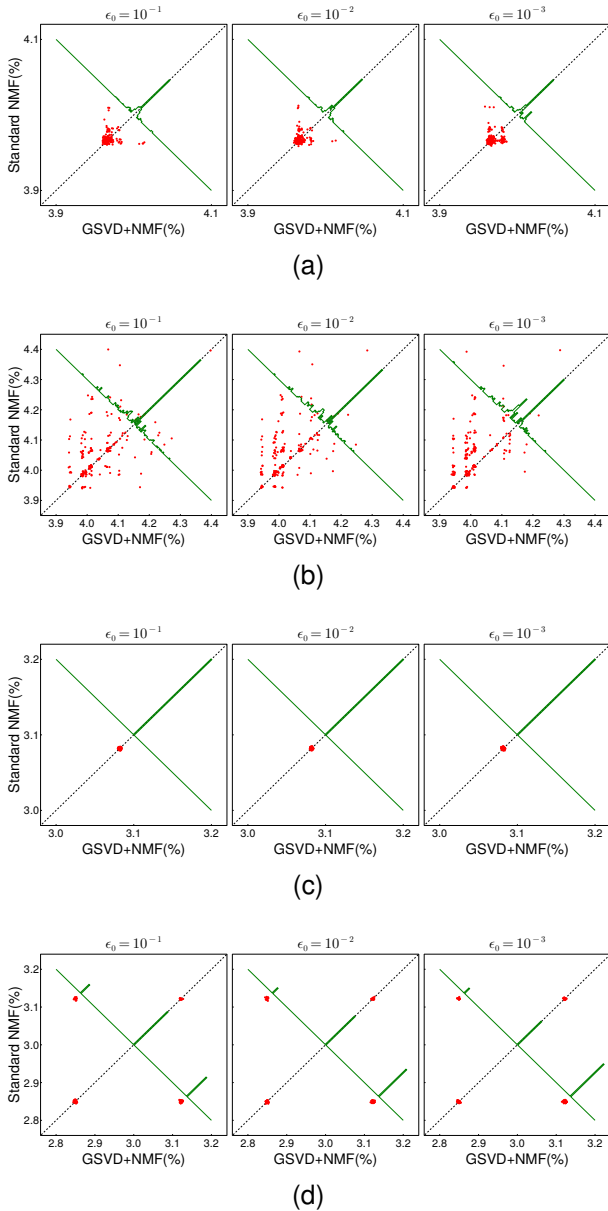 ϵ₀ = 10⁻¹ ϵ₀ = 10⁻² ϵ₀ = 10⁻³
4.1
Standard NMF(%)
3.9
3.9 4.1 3.9 4.1 3.9 4.1
GSVD+NMF(%) GSVD+NMF(%) GSVD+NMF(%)
(a)
ϵ₀ = 10⁻¹ ϵ₀ = 10⁻² ϵ₀ = 10⁻³
4.4
4.3
4.2
4.1
4.0
3.9
Standard NMF(%)
3.9 4.0 4.1 4.2 4.3 4.4 3.9 4.0 4.1 4.2 4.3 4.4 3.9 4.0 4.1 4.2 4.3 4.4
GSVD+NMF(%) GSVD+NMF(%) GSVD+NMF(%)
(b)
ϵ₀ = 10⁻¹ ϵ₀ = 10⁻² ϵ₀ = 10⁻³
3.2
3.1
3.0
Standard NMF(%)
3.0 3.1 3.2 3.0 3.1 3.2 3.0 3.1 3.2
GSVD+NMF(%) GSVD+NMF(%) GSVD+NMF(%)
(c)
ϵ₀ = 10⁻¹ ϵ₀ = 10⁻² ϵ₀ = 10⁻³
3.2
3.1
3.0
2.9
2.8
Standard NMF(%)
2.8 2.9 3.0 3.1 3.2 2.8 2.9 3.0 3.1 3.2 2.8 2.9 3.0 3.1 3.2
GSVD+NMF(%) GSVD+NMF(%) GSVD+NMF(%)
(d)